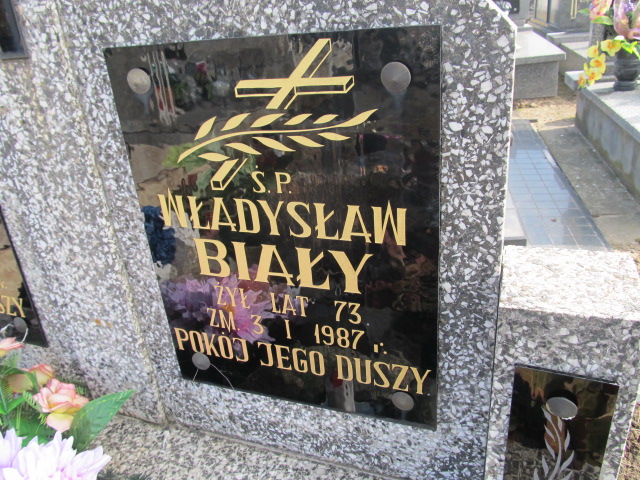 Ś.P.
WŁADYSŁAW
BIAŁY
ŻYŁ LAT 73
ZM 3 I 1987 r.
POKÓJ JEGO DUSZY